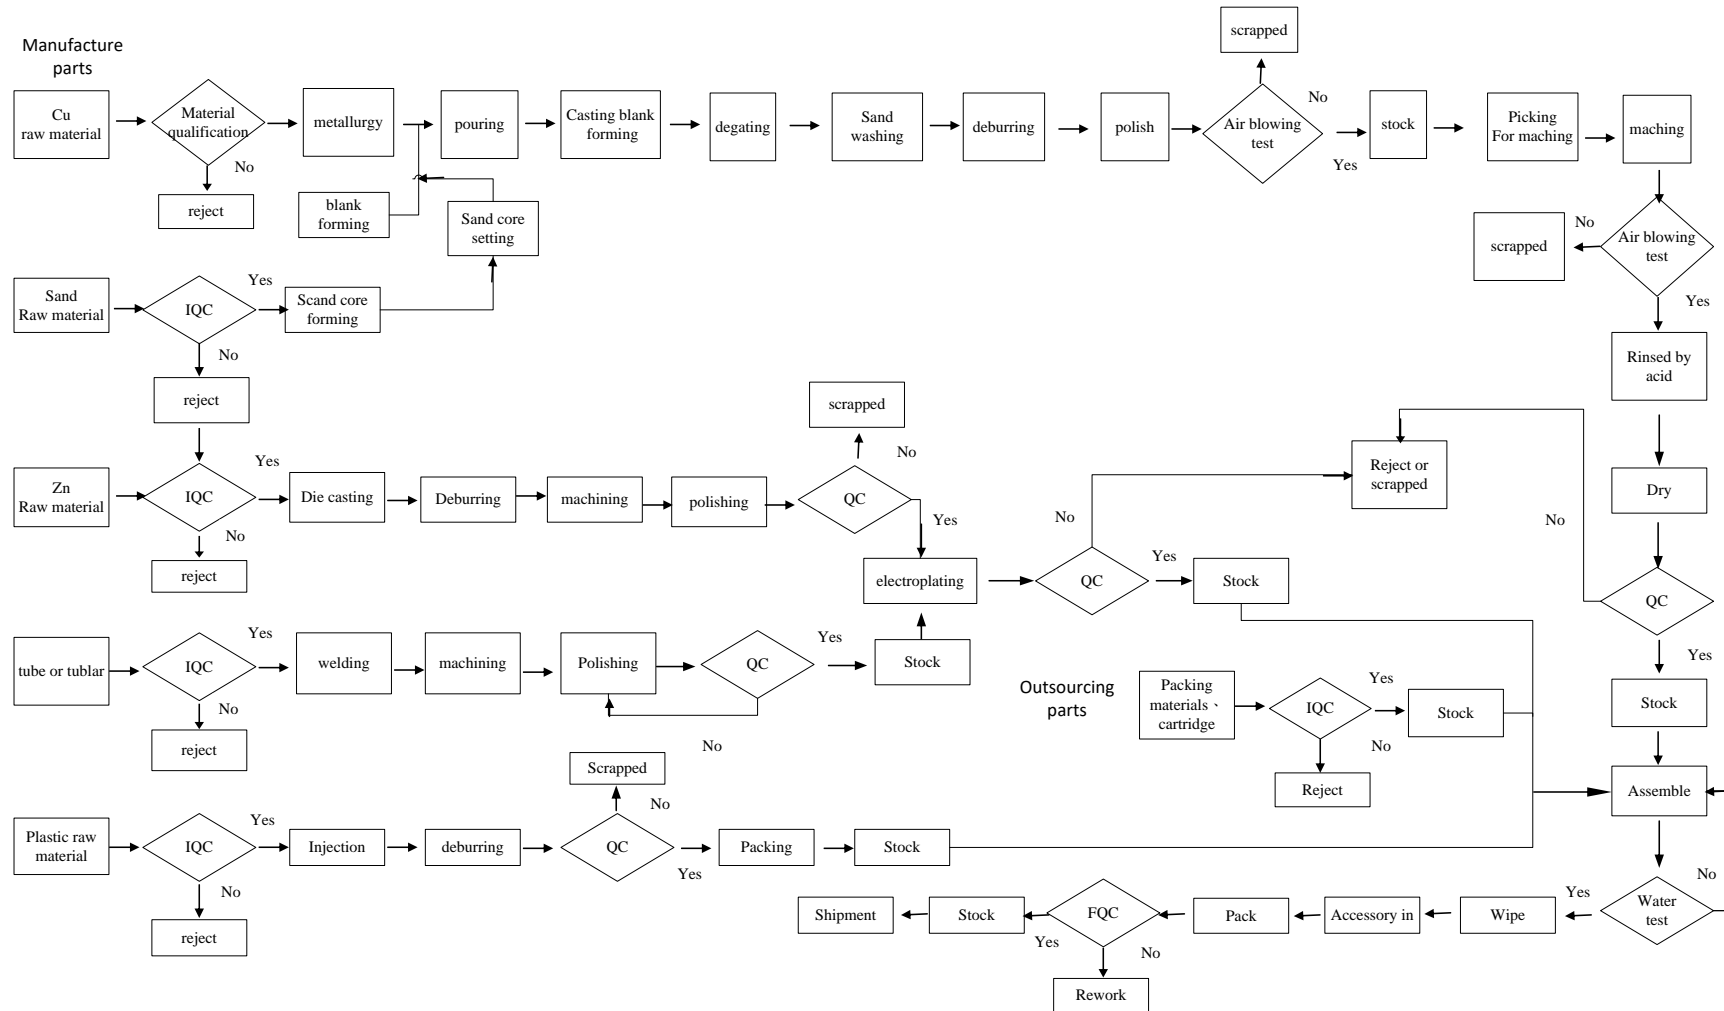 Manufacture
parts
Cu
raw material
Material
qualification
No
reject
metallurgy
pouring
Casting blank
forming
degating
Sand
washing
deburring
polish
scrapped
No
Air blowing
test
Yes
stock
Picking
For maching
maching
blank
forming
Sand core
setting
No
scrapped
Air blowing
test
Yes
Sand
Raw material
IQC
Yes
No
reject
Scand core
forming
Rinsed by
acid
Dry
No
QC
Yes
Stock
Zn
Raw material
IQC
Yes
No
reject
Die casting
Deburring
machining
polishing
scrapped
No
QC
Yes
electroplating
No
QC
Yes
Stock
Reject or
scrapped
tube or tublar
IQC
Yes
No
reject
welding
machining
Polishing
QC
Yes
No
Stock
Outsourcing
parts
Packing
materials、
cartridge
IQC
Yes
No
Reject
Stock
Plastic raw
material
IQC
Yes
No
reject
Injection
deburring
Scrapped
No
QC
Yes
Packing
Stock
Assemble
No
Water
test
Yes
Wipe
Accessory in
Pack
FQC
Yes
No
Rework
Stock
Shipment